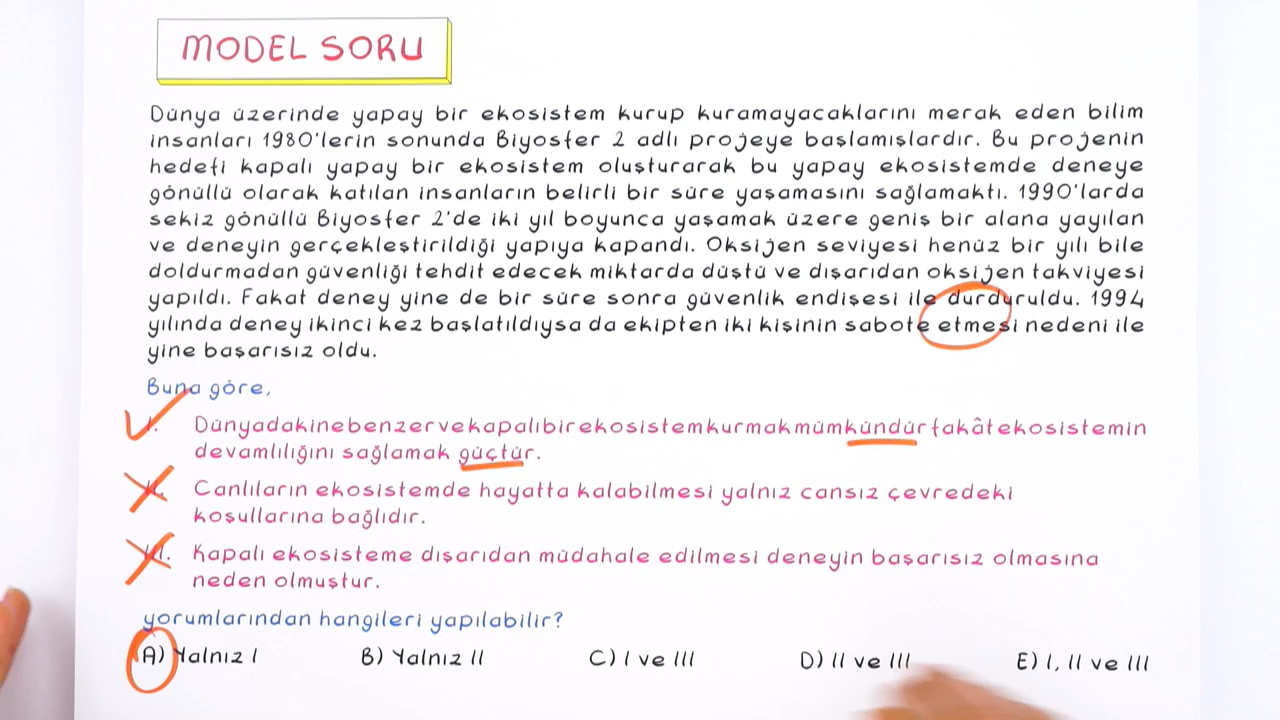 MODEL SORU
Dünya üzerinde yapay bir ekosistem kurup kuramayacaklarını merak eden bilim
insanları 1980'lerin sonunda Biyosfer 2 adlı projeye başlamışlardır. Bu projenin
hedefi kapalı yapay bir ekosistem oluşturarak bu yapay ekosistemde deneye
gönüllü olarak katılan insanların belirli bir süre yaşamasını sağlamaktı. 1990'larda
sekiz gönüllü Biyosfer 2'de iki yıl boyunca yaşamak üzere geniş bir alana yayılan
ve deneyin gerçekleştirildiği yapıya kapandı. Oksijen seviyesi henüz bir yılı bile
doldurmadan güvenliği tehdit edecek miktarda düştü ve dışarıdan oksijen takviyesi
yapıldı. Fakat deney yine de bir süre sonra güvenlik endişesi ile durduruldu. 1994
yılında deney ikinci kez başlatıldıysa da ekipten iki kişinin sabote etmesi nedeni ile
yine başarısız oldu.
Buna göre,
I. Dünyadakine benzer ve kapalı bir ekosistem kurmak mümkündür fakât ekosistemin
devamlılığını sağlamak güçtür.
II. Canlıların ekosistemde hayatta kalabilmesi yalnız cansız çevredeki
koşullarına bağlıdır.
III. Kapalı ekosisteme dışarıdan müdahale edilmesi deneyin başarısız olmasına
neden olmuştur.
yorumlarından hangileri yapılabilir?
A) Yalnız I B) Yalnız II C) I ve III D) II ve III E) I, II ve III